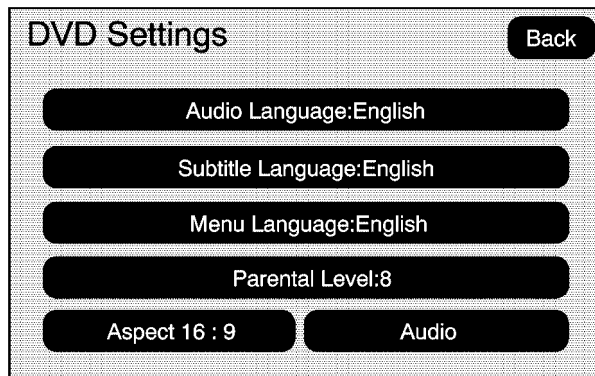 DVD Settings
Back
Audio Language:English
Subtitle Language:English
Menu Language:English
Parental Level:8
Aspect 16 : 9
Audio